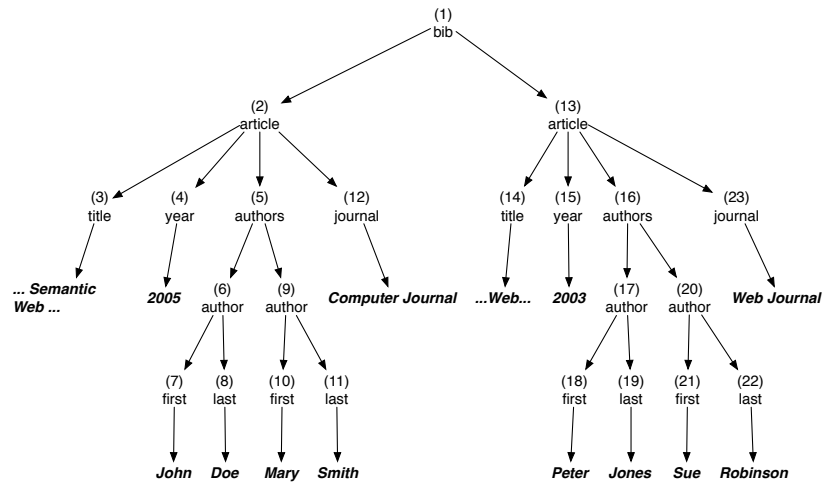 (1)
bib
(2)
article
(13)
article
(3)
title
(4)
year
(5)
authors
(12)
journal
(14)
title
(15)
year
(16)
authors
(23)
journal
... Semantic
Web ...
2005
(6)
author
(9)
author
Computer Journal
...Web...
2003
(17)
author
(20)
author
Web Journal
(7)
first
(8)
last
(10)
first
(11)
last
(18)
first
(19)
last
(21)
first
(22)
last
John
Doe
Mary
Smith
Peter
Jones
Sue
Robinson